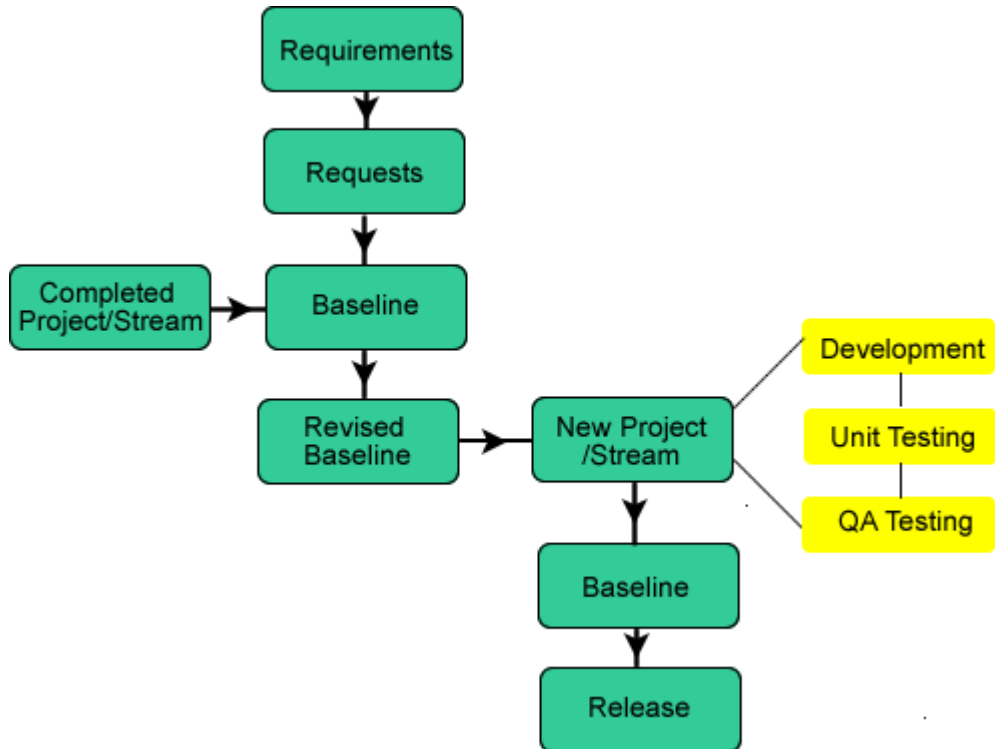 Requirements
Requests
Completed
Project/Stream
Baseline
Development
Revised
Baseline
New Project
/Stream
Unit Testing
QA Testing
Baseline
Release